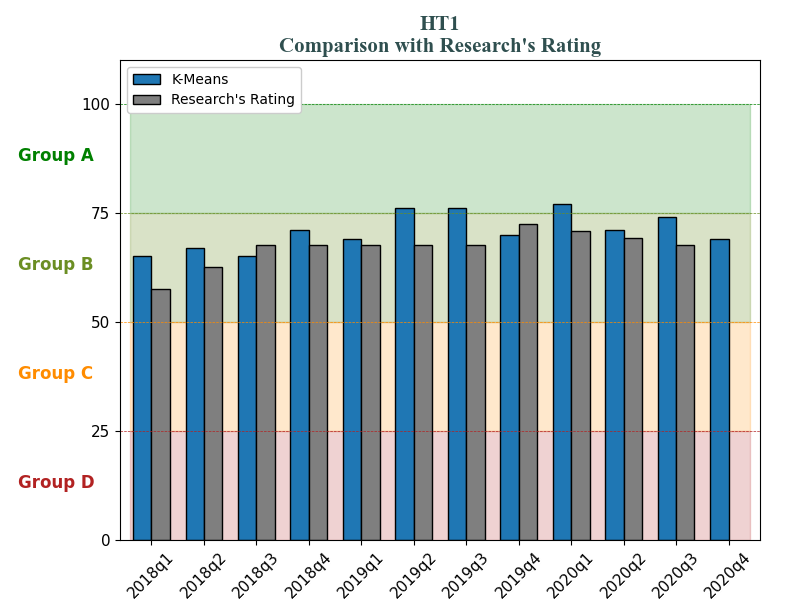 HT1
Comparison with Research's Rating
K-Means
Research's Rating
100
Group A
75
Group B
50
Group C
25
Group D
0
2018q1 2018q2 2018q3 2018q4 2019q1 2019q2 2019q3 2019q4 2020q1 2020q2 2020q3 2020q4